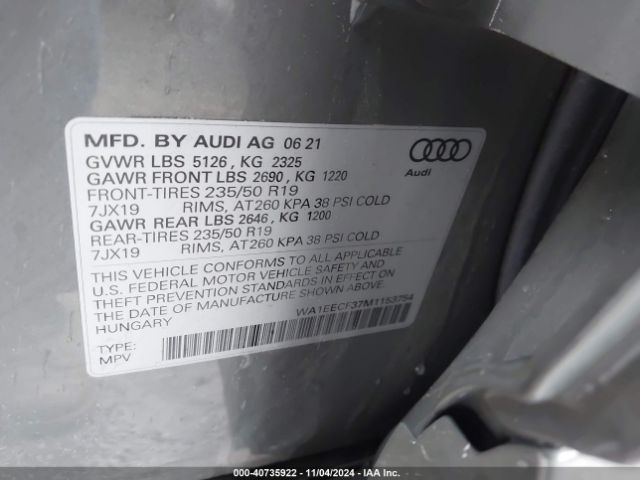 MFD. BY AUDI AG 06 21
GVWR LBS 5126 , KG 2325
GAWR FRONT LBS 2690 , KG 1220
FRONT-TIRES 235/50 R19
7JX19 RIMS, AT260 KPA 38 PSI COLD
GAWR REAR LBS 2646 , KG 1200
REAR-TIRES 235/50 R19
7JX19 RIMS, AT260 KPA 38 PSI COLD
Audi
THIS VEHICLE CONFORMS TO ALL APPLICABLE
U.S. FEDERAL MOTOR VEHICLE SAFETY AND
THEFT PREVENTION STANDARDS IN EFFECT ON
THE DATE OF MANUFACTURE SHOWN ABOVE.
HUNGARY
WA1EECF37M1153754
TYPE:
MPV
000-40735922 - 11/04/2024 - IAA Inc.